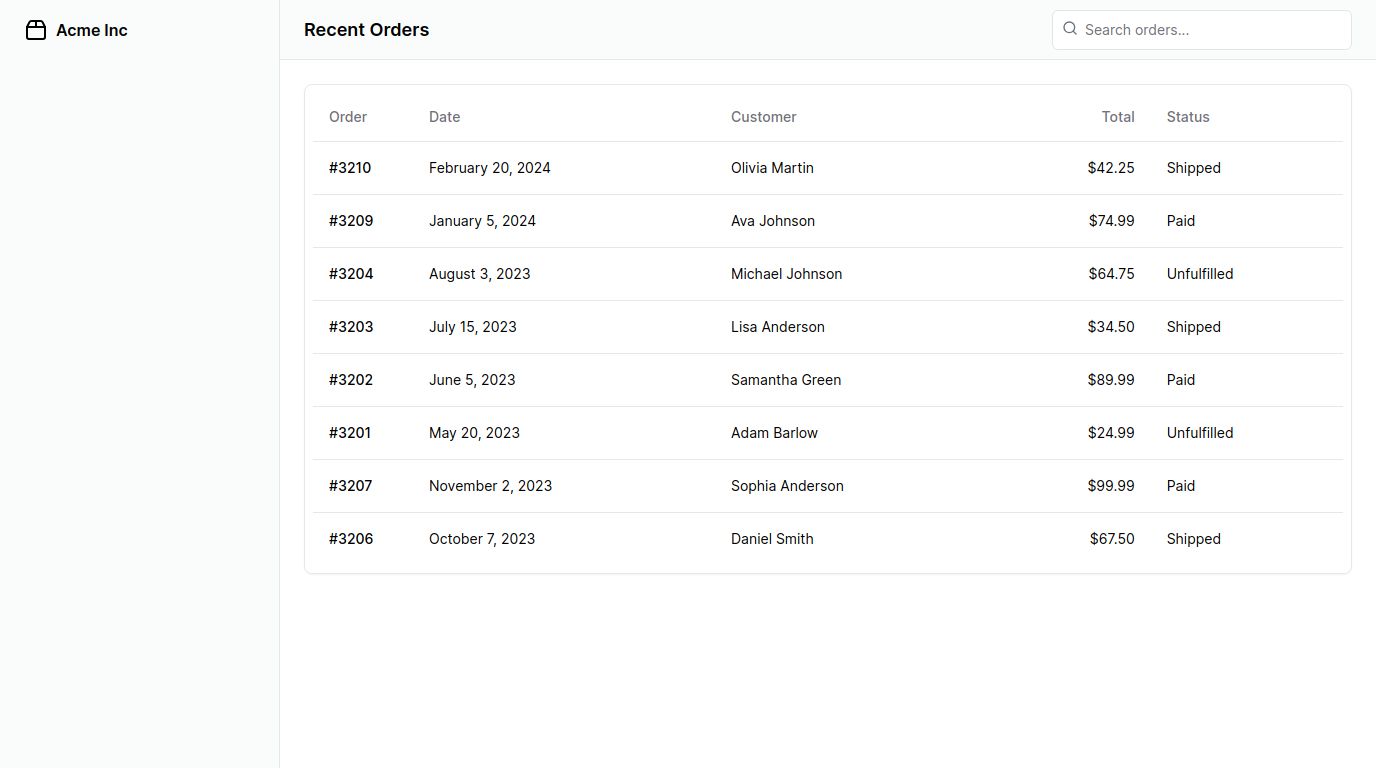 Acme Inc
Recent Orders
Search orders...
Order Date Customer Total Status
#3210 February 20, 2024 Olivia Martin $42.25 Shipped
#3209 January 5, 2024 Ava Johnson $74.99 Paid
#3204 August 3, 2023 Michael Johnson $64.75 Unfulfilled
#3203 July 15, 2023 Lisa Anderson $34.50 Shipped
#3202 June 5, 2023 Samantha Green $89.99 Paid
#3201 May 20, 2023 Adam Barlow $24.99 Unfulfilled
#3207 November 2, 2023 Sophia Anderson $99.99 Paid
#3206 October 7, 2023 Daniel Smith $67.50 Shipped